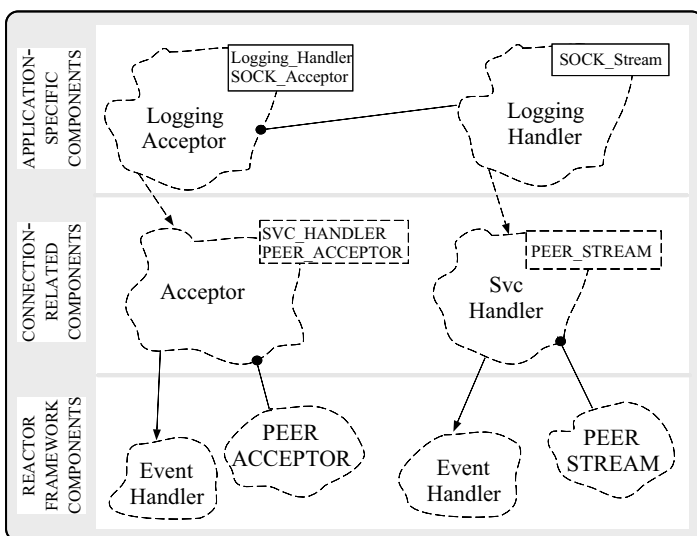 APPLICATION-
SPECIFIC
COMPONENTS
Logging_Handler
SOCK_Acceptor
Logging
Acceptor
SOCK_Stream
Logging
Handler
CONNECTION-
RELATED
COMPONENTS
SVC_HANDLER
PEER_ACCEPTOR
Acceptor
PEER_STREAM
Svc
Handler
REACTOR
FRAMEWORK
COMPONENTS
Event
Handler
PEER
ACCEPTOR
Event
Handler
PEER
STREAM